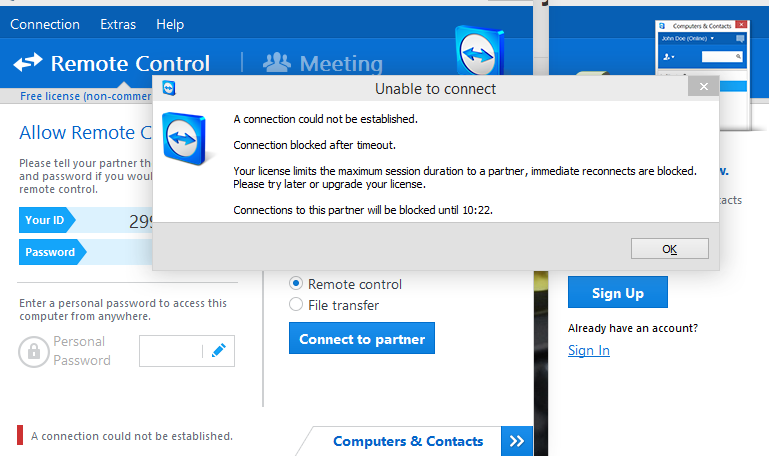 Connection Extras Help
Remote Control
Meeting
Computers & Contacts
John Doe (Online)
Free license (non-commer
Unable to connect
A connection could not be established.
Connection blocked after timeout.
Your license limits the maximum session duration to a partner, immediate reconnects are blocked.
Please try later or upgrade your license.
Connections to this partner will be blocked until 10:22.
OK
Allow Remote C
Please tell your partner th
and password if you wou
remote control.
Your ID 299
Password
Enter a personal password to access this
computer from anywhere.
Personal
Password
Remote control
File transfer
Connect to partner
w.
tacts
Sign Up
Already have an account?
Sign In
A connection could not be established.
Computers & Contacts